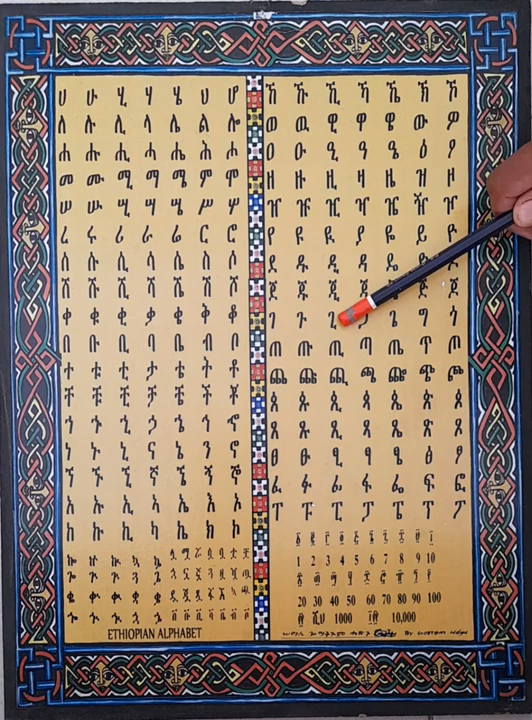 ሀ ሁ ሂ ሃ ሄ ህ ሆ
ለ ሉ ሊ ላ ሌ ል ሎ
ሐ ሑ ሒ ሓ ሔ ሕ ሖ
መ ሙ ሚ ማ ሜ ም ሞ
ሠ ሡ ሢ ሣ ሤ ሥ ሦ
ረ ሩ ሪ ራ ሬ ር ሮ
ሰ ሱ ሲ ሳ ሴ ስ ሶ
ሸ ሹ ሺ ሻ ሼ ሽ ሾ
ቀ ቁ ቂ ቃ ቄ ቅ ቆ
በ ቡ ቢ ባ ቤ ብ ቦ
ተ ቱ ቲ ታ ቴ ት ቶ
ቸ ቹ ቺ ቻ ቼ ች ቾ
ኀ ኁ ኂ ኃ ኄ ኅ ኆ
ነ ኑ ኒ ና ኔ ን ኖ
ኘ ኙ ኚ ኛ ኜ ኝ ኞ
አ ኡ ኢ ኣ ኤ እ ኦ
ከ ኩ ኪ ካ ኬ ክ ኮ
ኰ ኲ ኳ ኴ
ጐ ጒ ጓ ጔ
ቈ ቊ ቋ ቌ
ኈ ኊ ኋ ኌ
ETHIOPIAN ALPHABET
ኸ ኹ ኺ ኻ ኼ ኽ ኾ
ወ ዉ ዊ ዋ ዌ ው ዎ
ዐ ዑ ዒ ዓ ዔ ዕ ዖ
ዘ ዙ ዚ ዛ ዜ ዝ ዞ
ዠ ዡ ዢ ዣ ዤ ዥ ዦ
የ ዩ ዪ ያ ዬ ይ ዮ
ደ ዱ ዲ ዳ ዴ
ጀ ጁ ጂ ጅ ጆ
ገ ጉ ጊ ጌ ግ ጎ
ጠ ጡ ጢ ጣ ጤ ጥ ጦ
ጨ ጩ ጪ ጫ ጬ ጭ ጮ
ጰ ጱ ጲ ጳ ጴ ጵ ጶ
ጸ ጹ ጺ ጻ ጼ ጽ ጾ
ፀ ፁ ፂ ፃ ፄ ፅ ፆ
ፈ ፉ ፊ ፋ ፌ ፍ ፎ
ፐ ፑ ፒ ፓ ፔ ፕ ፖ
፩ ፪ ፫ ፬ ፭ ፮ ፯ ፰ ፱ ፲
1 2 3 4 5 6 7 8 9 10
፳ ፴ ፵ ፶ ፷ ፸ ፹ ፺ ፻
20 30 40 50 60 70 80 90 100
1000 10,000
BY